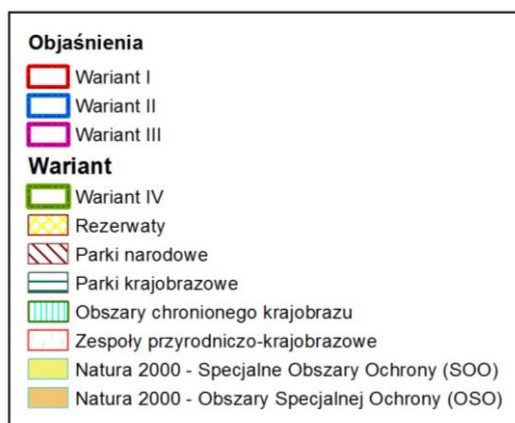 Objaśnienia
Wariant I
Wariant II
Wariant III
Wariant
Wariant IV
Rezerwaty
Parki narodowe
Parki krajobrazowe
Obszary chronionego krajobrazu
Zespoły przyrodniczo-krajobrazowe
Natura 2000 - Specjalne Obszary Ochrony (SOO)
Natura 2000 - Obszary Specjalnej Ochrony (OSO)